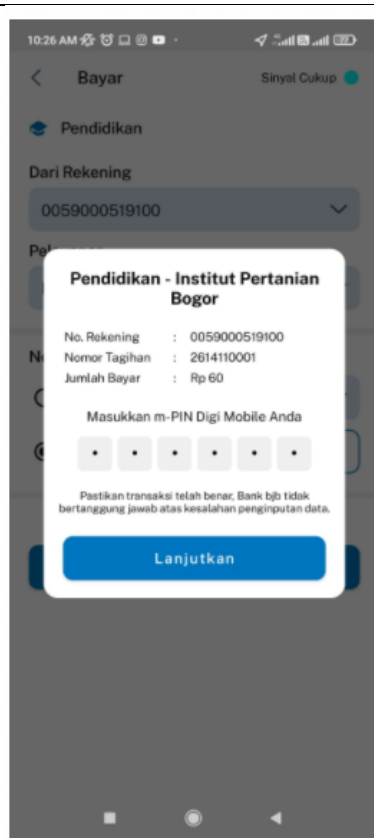 10:26 AM
77
Bayar
Sinyal Cukup
Pendidikan
Dari Rekening
0059000519100
Pendidikan - Institut Pertanian
Bogor
No. Rekening : 0059000519100
Nomor Tagihan : 2614110001
Jumlah Bayar : Rp 60
Masukkan m-PIN Digi Mobile Anda
Pastikan transaksi telah benar, Bank bjb tidak
bertanggung jawab atas kesalahan penginputan data.
Lanjutkan